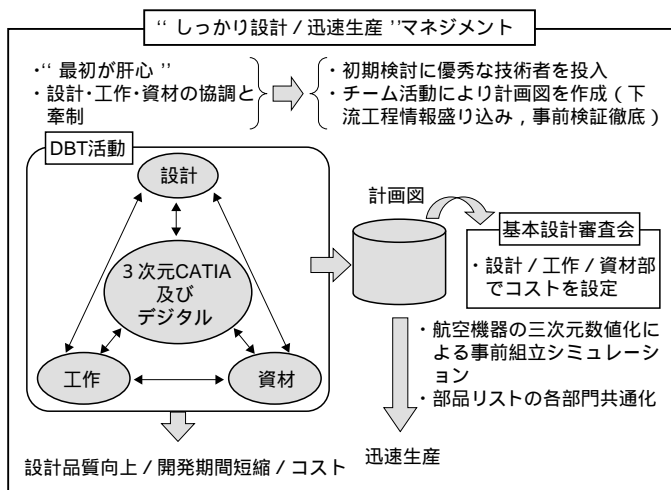 “ しっかり設計 / 迅速生産 ”マネジメント
・“ 最初が肝心 ”
・設計・工作・資材の協調と
牽制
・初期検討に優秀な技術者を投入
・チーム活動により計画図を作成 ( 下
流工程情報盛り込み , 事前検証徹底 )
DBT活動
設計
3 次元CATIA
及び
デジタル
工作
資材
計画図
基本設計審査会
・設計 / 工作 / 資材部
でコストを設定
・航空機器の三次元数値化に
よる事前組立シミュレーシ
ョン
・部品リストの各部門共通化
設計品質向上 / 開発期間短縮 / コスト
迅速生産